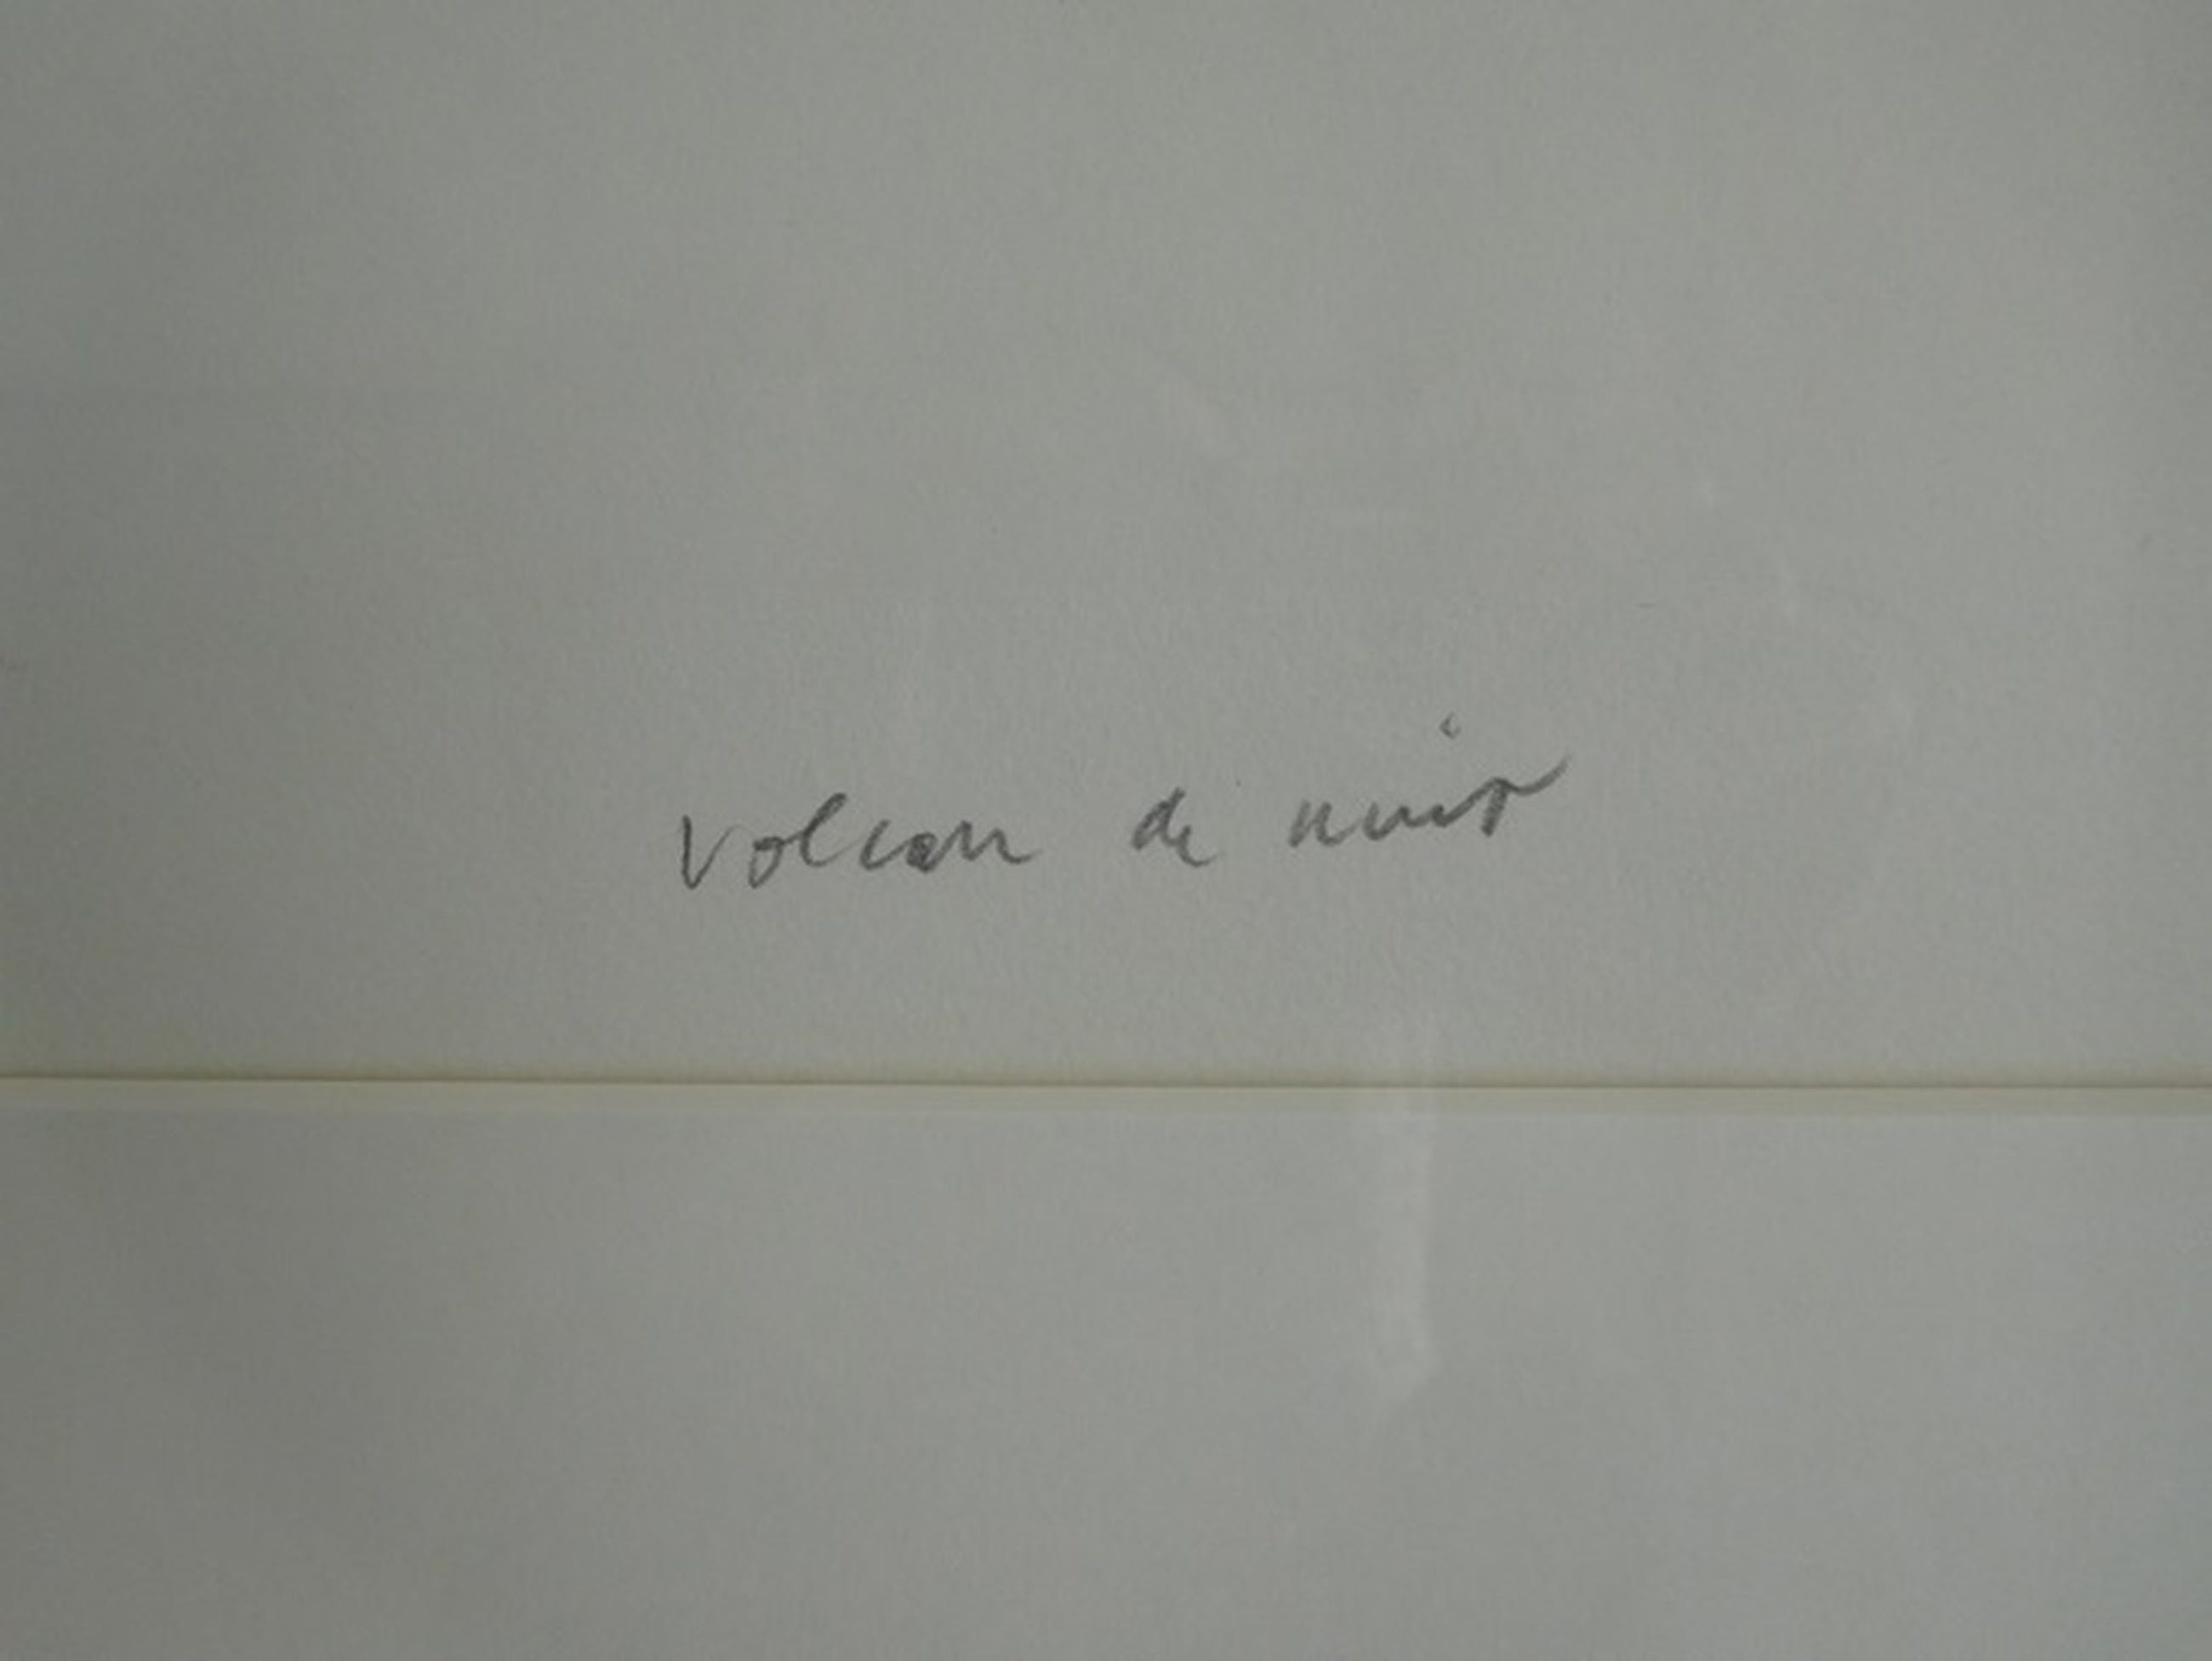 Volcan de nuit